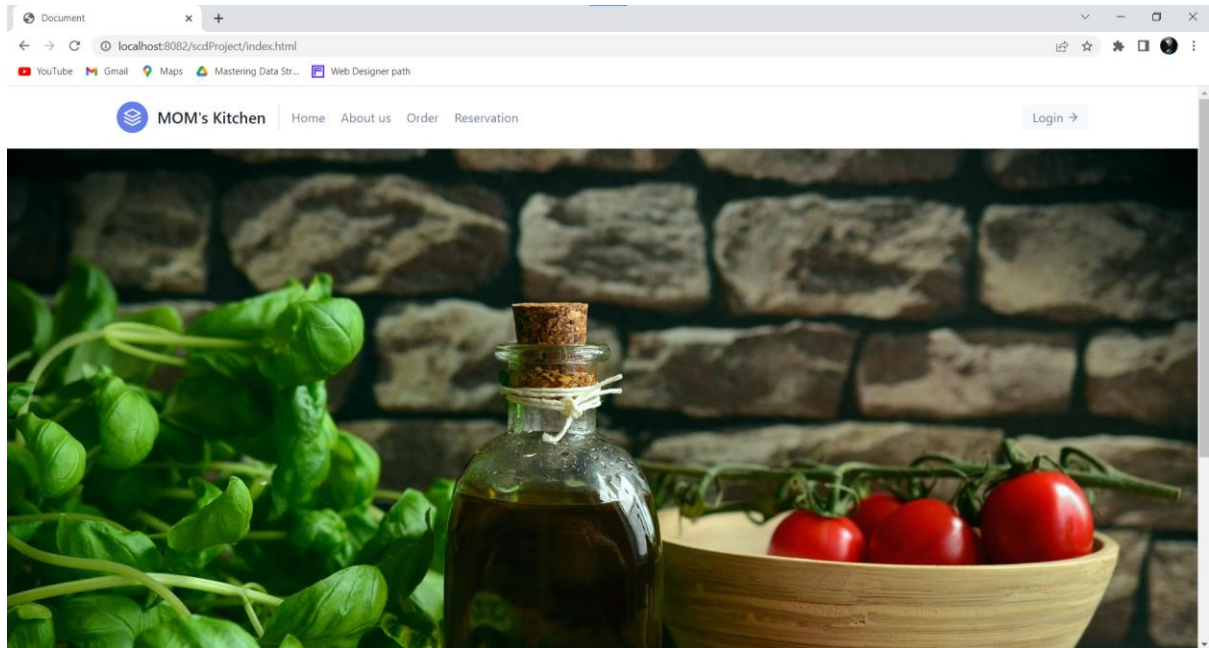 Document
localhost:8082/scdProject/index.html
YouTube Gmail Maps Mastering Data Str... Web Designer path
MOM's Kitchen Home About us Order Reservation Login →